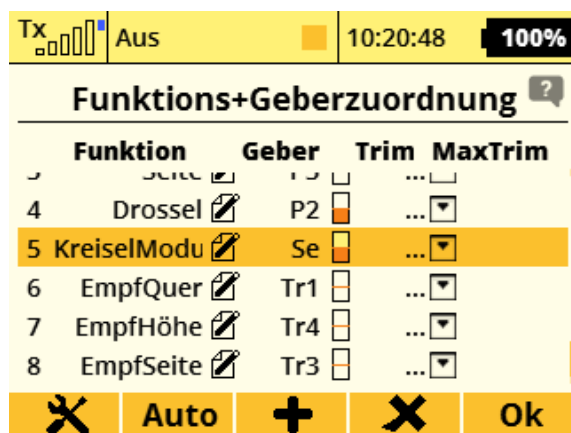 Tx Aus 10:20:48 100%
Funktions+Geberzuordnung ?
Funktion Geber Trim MaxTrim
4 Drossel P2 ...
5 KreiselModu Se ...
6 EmpfQuer Tr1 ...
7 EmpfHöhe Tr4 ...
8 EmpfSeite Tr3 ...
Auto Ok